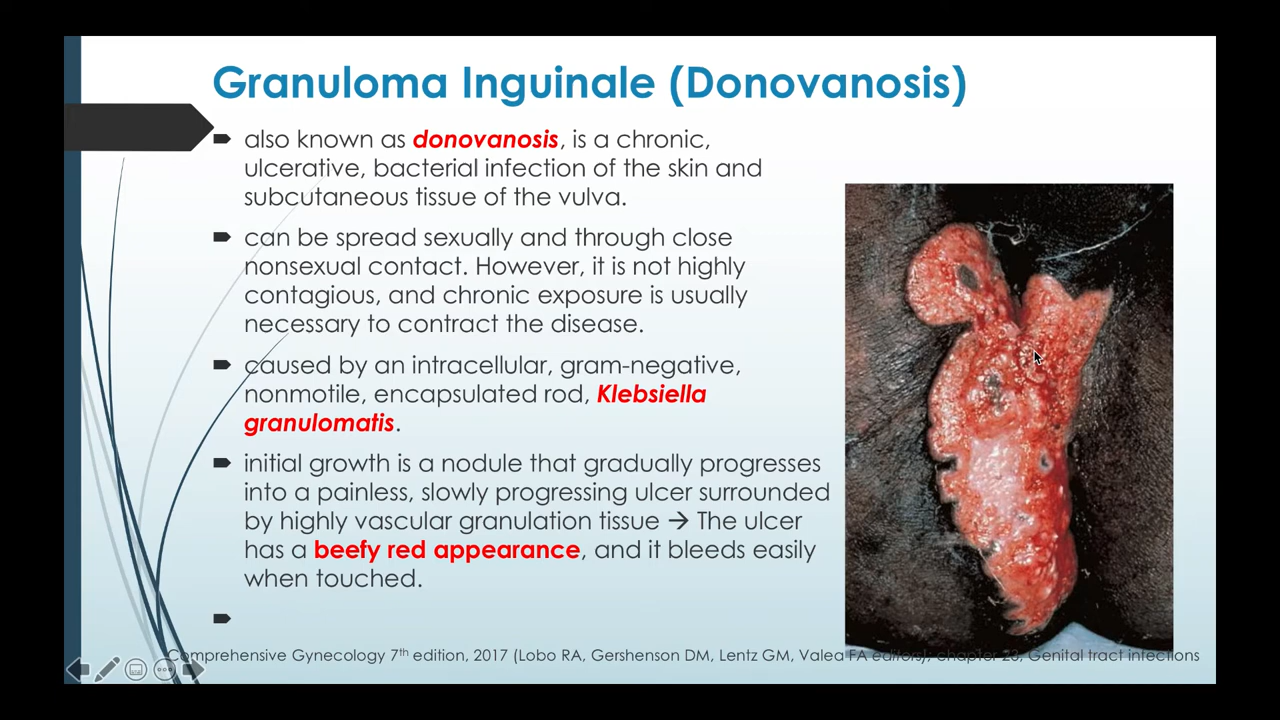 Granuloma Inguinale (Donovanosis)
also known as donovanosis, is a chronic,
ulcerative, bacterial infection of the skin and
subcutaneous tissue of the vulva.
can be spread sexually and through close
nonsexual contact. However, it is not highly
contagious, and chronic exposure is usually
necessary to contract the disease.
caused by an intracellular, gram-negative,
nonmotile, encapsulated rod, Klebsiella
granulomatis.
initial growth is a nodule that gradually progresses
into a painless, slowly progressing ulcer surrounded
by highly vascular granulation tissue → The ulcer
has a beefy red appearance, and it bleeds easily
when touched.
Comprehensive Gynecology 7th edition, 2017 (Lobo RA, Gershenson DM, Lentz GM, Valea FA editors); chapter 23, Genital tract infections